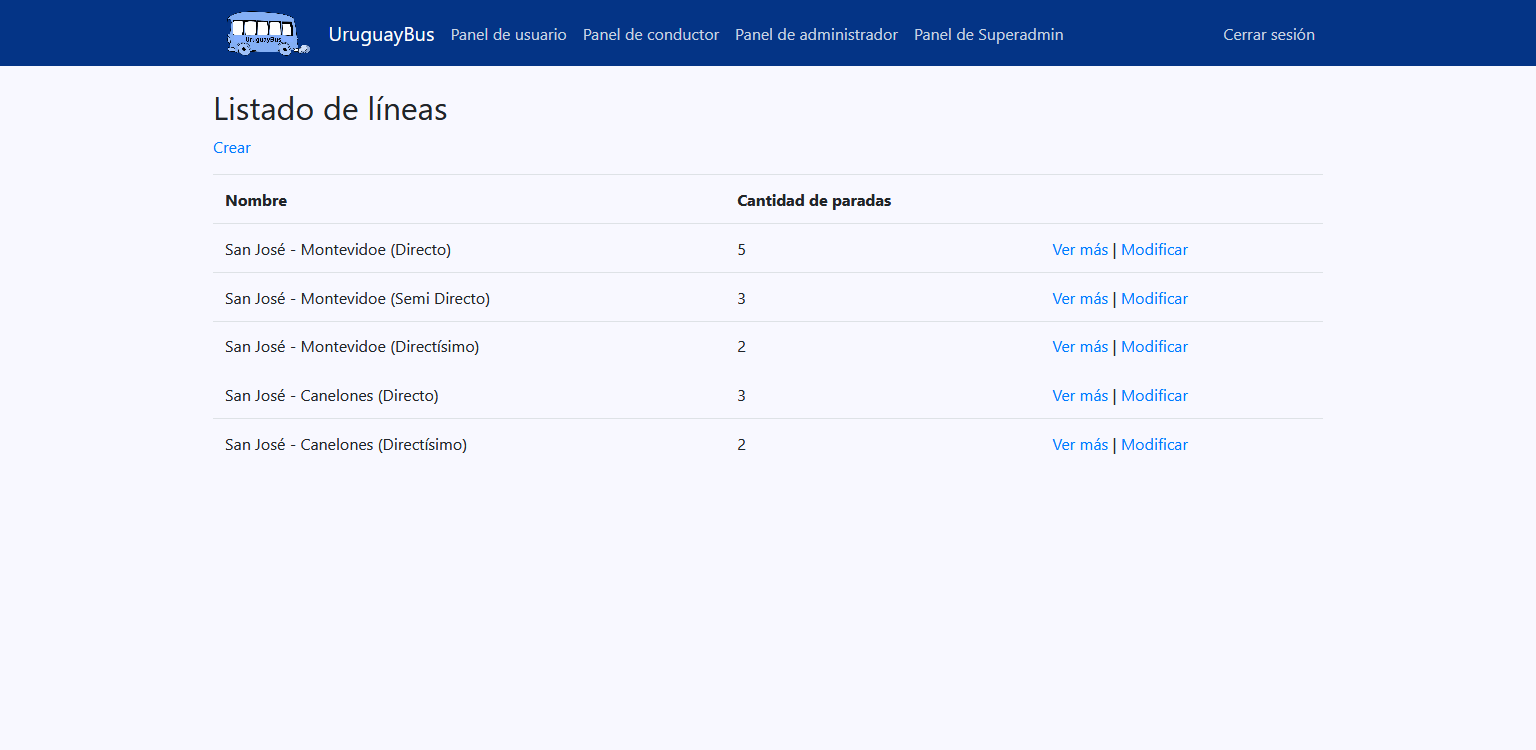 Ur.guayBus
UruguayBus Panel de usuario Panel de conductor Panel de administrador Panel de Superadmin Cerrar sesión
Listado de líneas
Crear
Nombre Cantidad de paradas
San José - Montevidoe (Directo) 5 Ver más | Modificar
San José - Montevidoe (Semi Directo) 3 Ver más | Modificar
San José - Montevidoe (Directísimo) 2 Ver más | Modificar
San José - Canelones (Directo) 3 Ver más | Modificar
San José - Canelones (Directísimo) 2 Ver más | Modificar